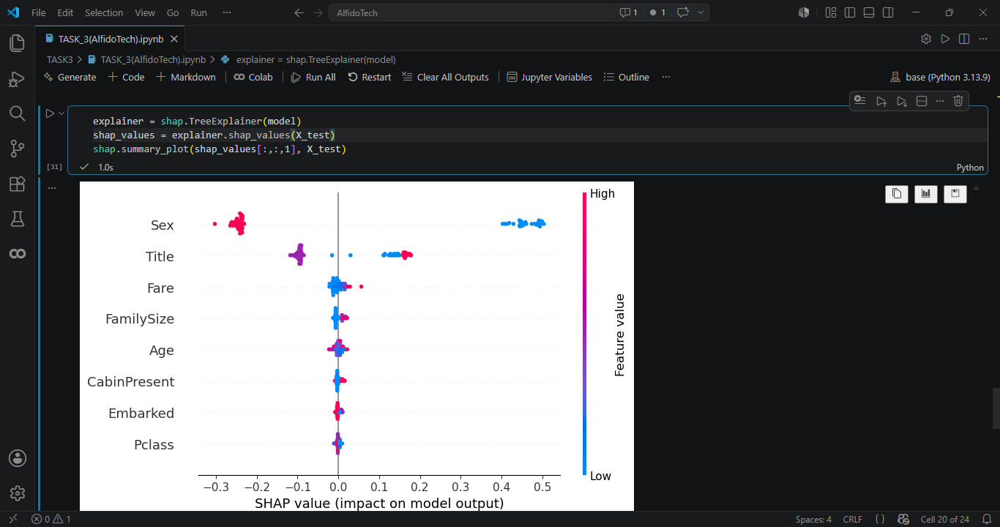 File Edit Selection View Go Run ··· AlfidoTech 1 1
TASK_3(AlfidoTech).ipynb
TASK3 > TASK_3(AlfidoTech).ipynb > explainer = shap.TreeExplainer(model)
Generate Code Markdown Colab Run All Restart Clear All Outputs Jupyter Variables Outline ··· base (Python 3.13.9)
explainer = shap.TreeExplainer(model)
shap_values = explainer.shap_values(X_test)
shap.summary_plot(shap_values[:,:,1], X_test)
[31] 1.0s Python
High
Sex
Title
Fare
FamilySize
Age
CabinPresent
Embarked
Pclass
Feature value
Low
−0.3 −0.2 −0.1 0.0 0.1 0.2 0.3 0.4 0.5
SHAP value (impact on model output)
0 1 Spaces: 4 CRLF { } Cell 20 of 24